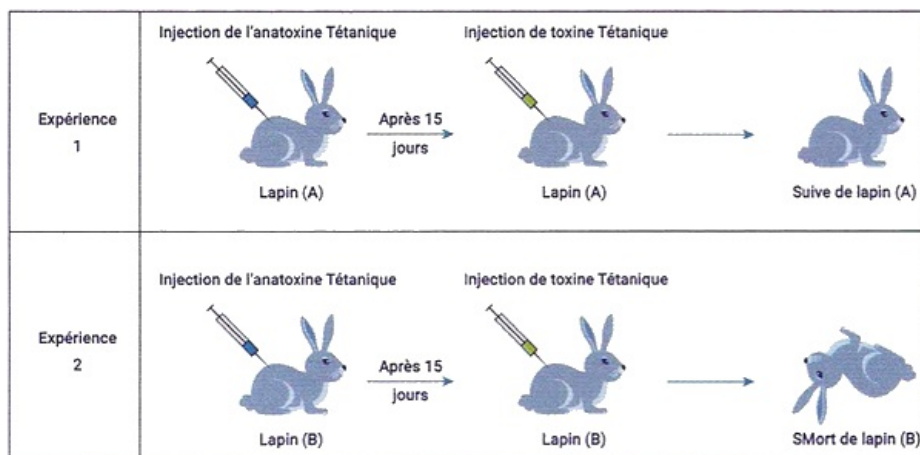 Injection de l'anatoxine Tétanique
Injection de toxine Tétanique
Expérience
1
Après 15
jours
Lapin (A)
Lapin (A)
Suive de lapin (A)
Injection de l'anatoxine Tétanique
Injection de toxine Tétanique
Expérience
2
Après 15
jours
Lapin (B)
Lapin (B)
SMort de lapin (B)